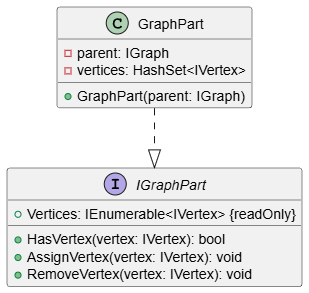 C GraphPart
parent: IGraph
vertices: HashSet<IVertex>
GraphPart(parent: IGraph)
I IGraphPart
Vertices: IEnumerable<IVertex> {readOnly}
HasVertex(vertex: IVertex): bool
AssignVertex(vertex: IVertex): void
RemoveVertex(vertex: IVertex): void